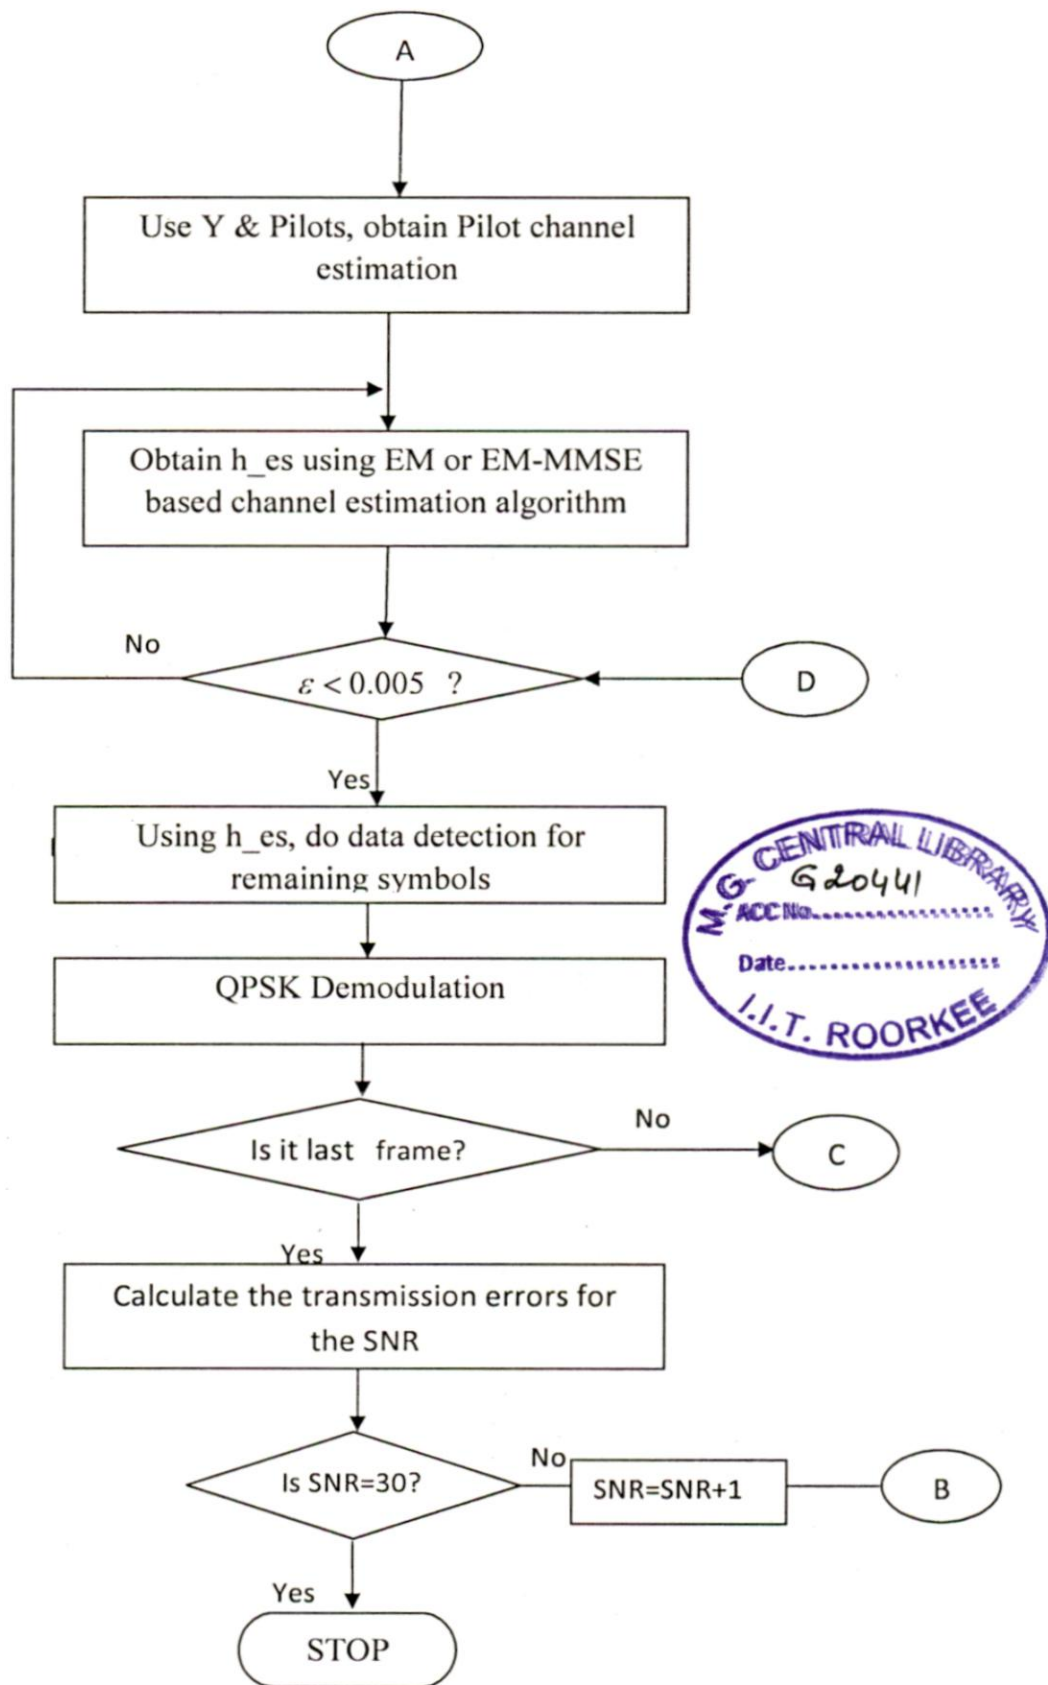 A
Use Y & Pilots, obtain Pilot channel
estimation
Obtain h_es using EM or EM-MMSE
based channel estimation algorithm
No
ε < 0.005 ?
D
Yes
Using h_es, do data detection for
remaining symbols
M.G. CENTRAL LIBRARY
G20441
ACC No.....................
Date.....................
I.I.T. ROORKEE
QPSK Demodulation
No
Is it last frame?
C
Yes
Calculate the transmission errors for
the SNR
Is SNR=30?
No
SNR=SNR+1
B
Yes
STOP